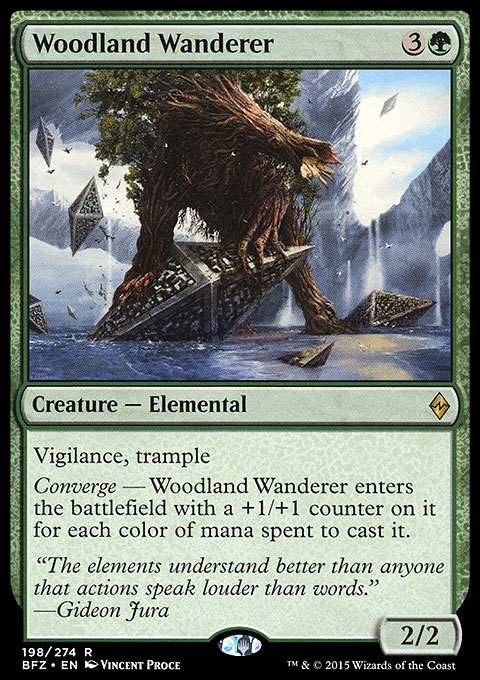 Woodland Wanderer 3
Creature — Elemental
Vigilance, trample
Converge — Woodland Wanderer enters
the battlefield with a +1/+1 counter on it
for each color of mana spent to cast it.
“The elements understand better than anyone
that actions speak louder than words.”
—Gideon Jura
2/2
198/274 R
BFZ • EN Vincent Proce
™ & © 2015 Wizards of the Coast